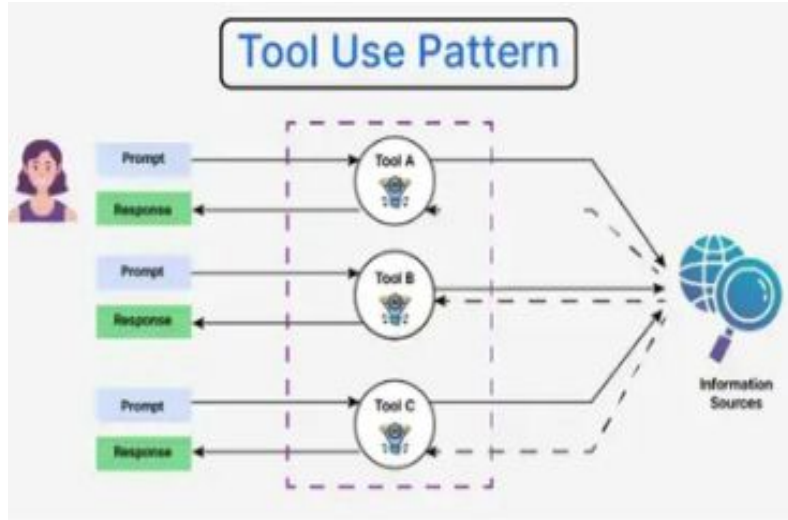 Tool Use Pattern
Prompt
Tool A
Response
Prompt
Tool B
Response
Prompt
Tool C
Response
Information
Sources